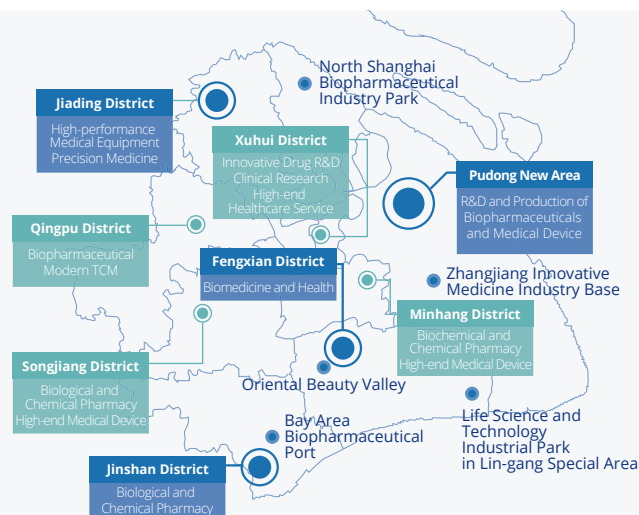 North Shanghai
Biopharmaceutical
Industry Park
Jiading District
High-performance
Medical Equipment
Precision Medicine
Xuhui District
Innovative Drug R&D
Clinical Research
High-end
Healthcare Service
Pudong New Area
R&D and Production of
Biopharmaceuticals
and Medical Device
Qingpu District
Biopharmaceutical
Modern TCM
Fengxian District
Biomedicine and Health
Zhangjiang Innovative
Medicine Industry Base
Minhang District
Biochemical and
Chemical Pharmacy
High-end Medical Device
Songjiang District
Biological and
Chemical Pharmacy
High-end Medical Device
Oriental Beauty Valley
Bay Area
Biopharmaceutical
Port
Life Science and
Technology
Industrial Park
in Lin-gang Special Area
Jinshan District
Biological and
Chemical Pharmacy